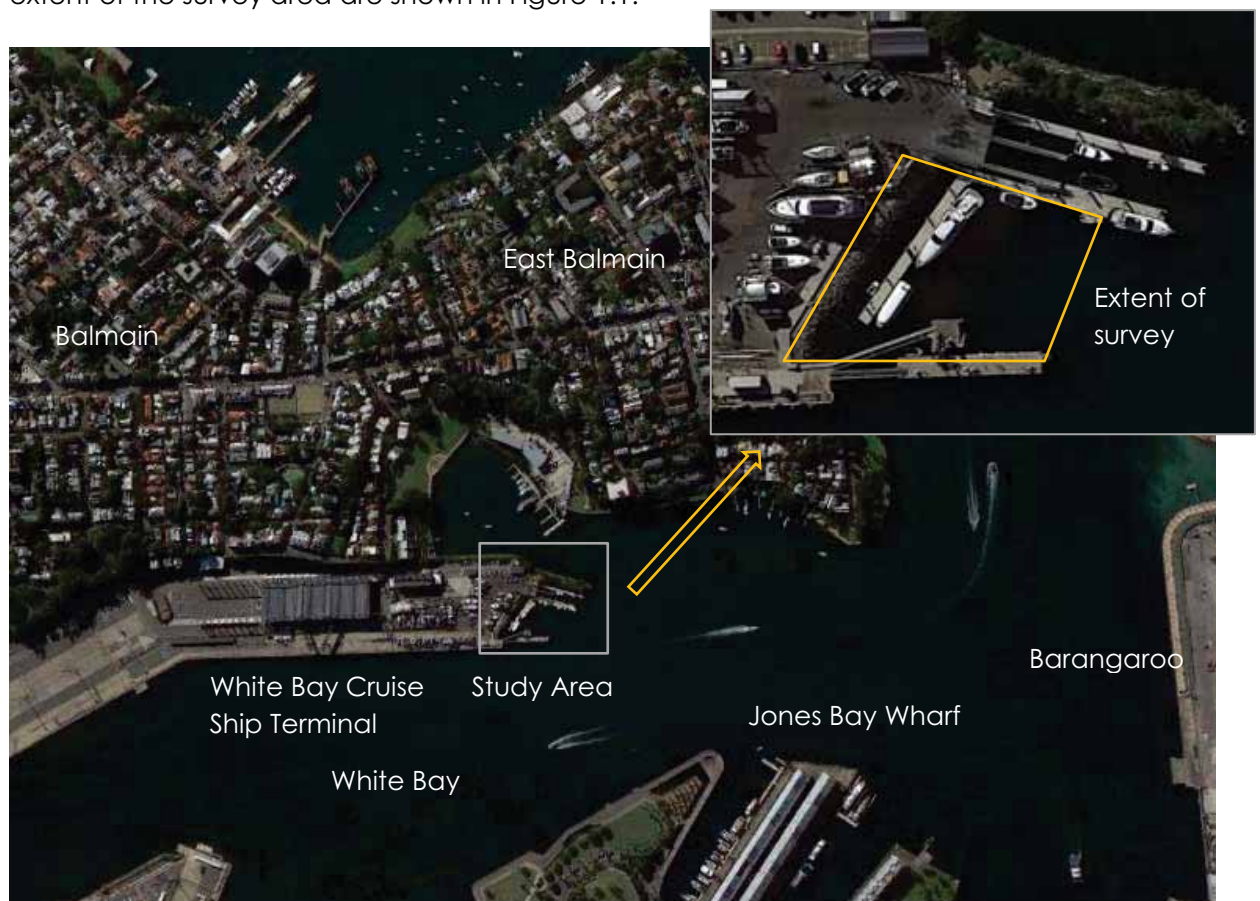 extent of the survey area are shown in Figure 1.1.
East Balmain
Balmain
Extent of
survey
Barangaroo
White Bay Cruise
Ship Terminal
Study Area
Jones Bay Wharf
White Bay